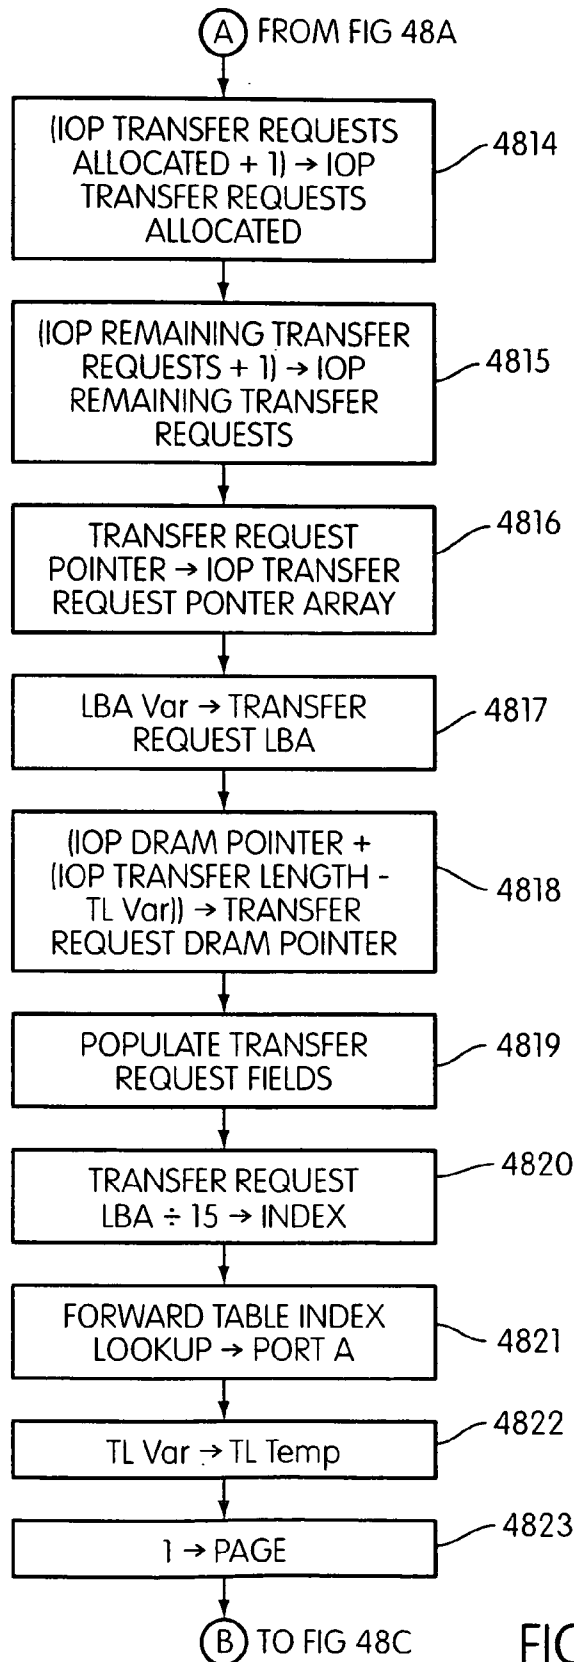 A FROM FIG 48A
(IOP TRANSFER REQUESTS
ALLOCATED + 1) → IOP
TRANSFER REQUESTS
ALLOCATED
4814
(IOP REMAINING TRANSFER
REQUESTS + 1) → IOP
REMAINING TRANSFER
REQUESTS
4815
TRANSFER REQUEST
POINTER → IOP TRANSFER
REQUEST PONTER ARRAY
4816
LBA Var → TRANSFER
REQUEST LBA
4817
(IOP DRAM POINTER +
(IOP TRANSFER LENGTH -
TL Var)) → TRANSFER
REQUEST DRAM POINTER
4818
POPULATE TRANSFER
REQUEST FIELDS
4819
TRANSFER REQUEST
LBA ÷ 15 → INDEX
4820
FORWARD TABLE INDEX
LOOKUP → PORT A
4821
TL Var → TL Temp
4822
1 → PAGE
4823
B TO FIG 48C